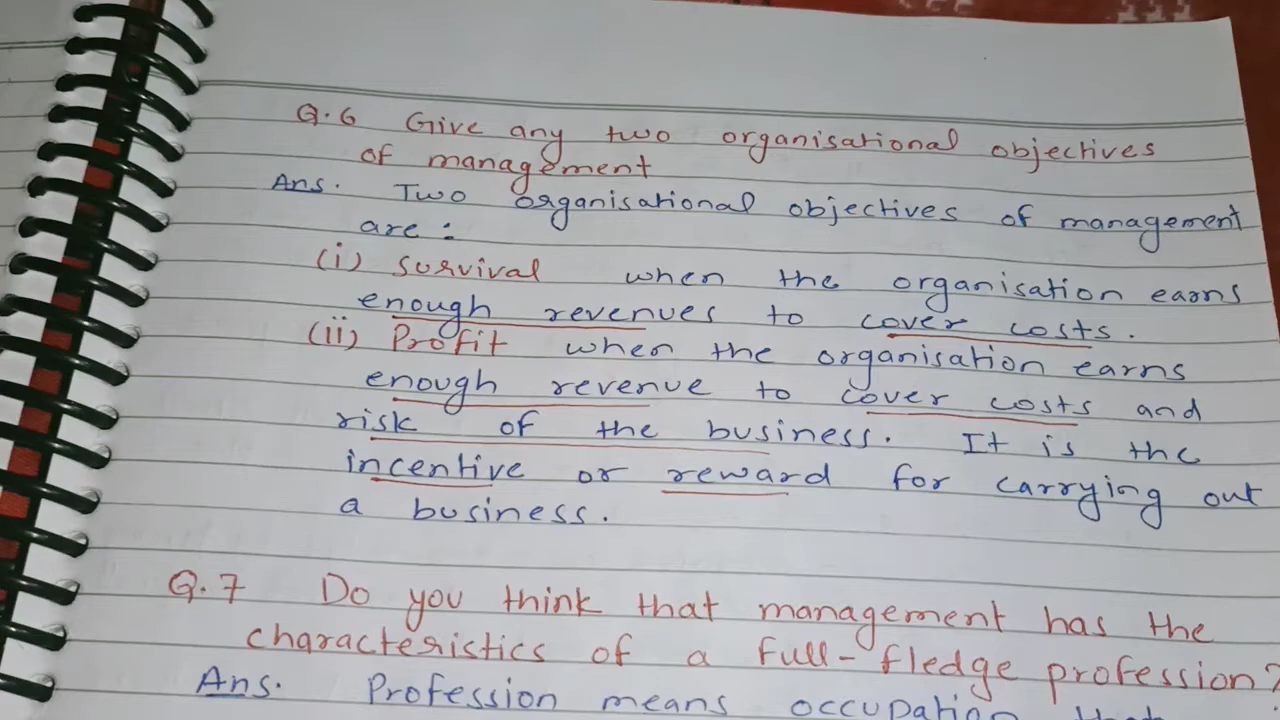 Q.6 Give any two organisational objectives
of management
Ans. Two organisational objectives of management
are :
(i) Survival when the organisation earns
enough revenues to cover costs.
(ii) Profit when the organisation earns
enough revenue to cover costs and
risk of the business. It is the
incentive or reward for carrying out
a business.
Q.7 Do you think that management has the
characteristics of a full-fledge profession?
Ans. Profession means occupation that